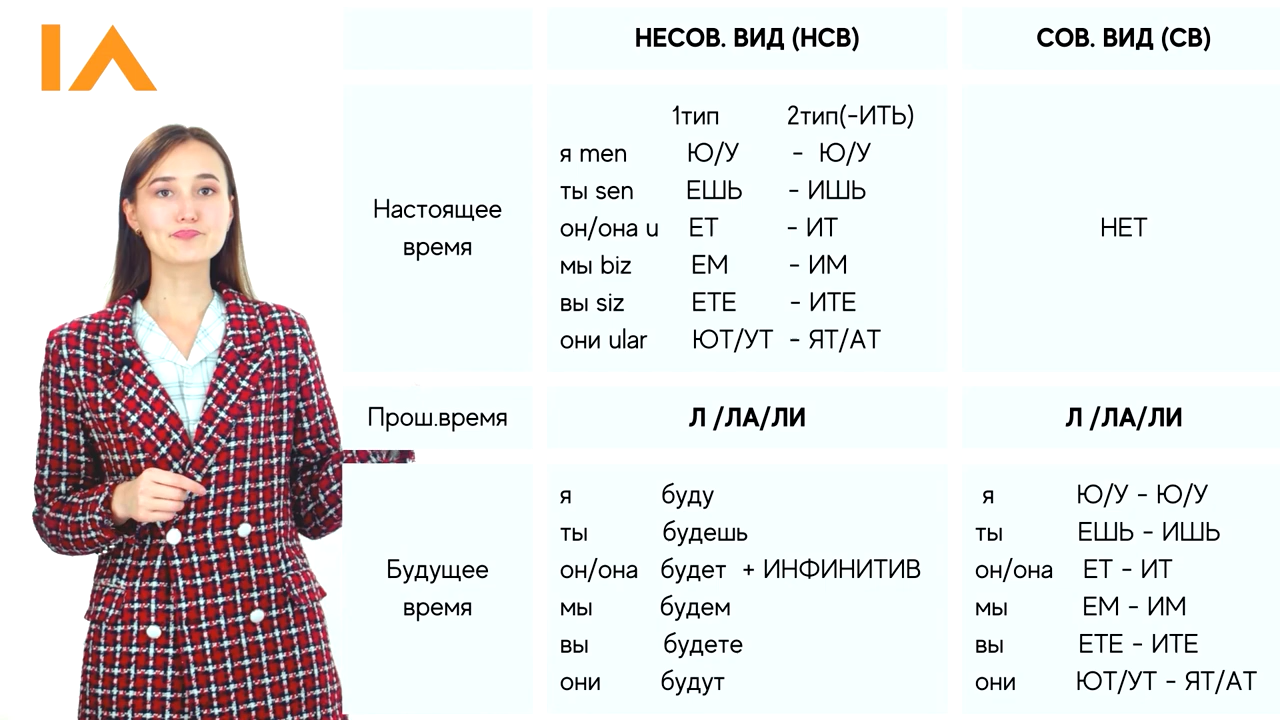 НЕСОВ. ВИД (НСВ) СОВ. ВИД (СВ)
1тип 2тип(-ИТЬ)
я men Ю/У - Ю/У
ты sen ЕШЬ - ИШЬ
он/она u ЕТ - ИТ
мы biz ЕМ - ИМ
вы siz ЕТЕ - ИТЕ
они ular ЮТ/УТ - ЯТ/АТ
Настоящее
время
НЕТ
Прош.время Л /ЛА/ЛИ Л /ЛА/ЛИ
Будущее
время
я буду
ты будешь
он/она будет + ИНФИНИТИВ
мы будем
вы будете
они будут
я Ю/У - Ю/У
ты ЕШЬ - ИШЬ
он/она ЕТ - ИТ
мы ЕМ - ИМ
вы ЕТЕ - ИТЕ
они ЮТ/УТ - ЯТ/АТ